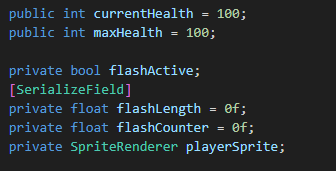 public int currentHealth = 100;
public int maxHealth = 100;

private bool flashActive;
[SerializeField]
private float flashLength = 0f;
private float flashCounter = 0f;
private SpriteRenderer playerSprite;